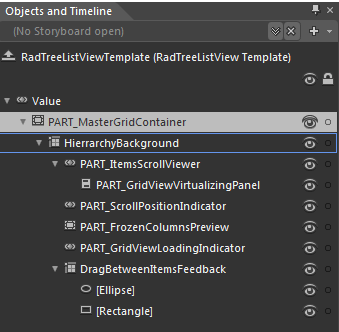 Objects and Timeline
(No Storyboard open)
RadTreeListViewTemplate (RadTreeListView Template)
Value
PART_MasterGridContainer
HierrarchyBackground
PART_ItemsScrollViewer
PART_GridViewVirtualizingPanel
PART_ScrollPositionIndicator
PART_FrozenColumnsPreview
PART_GridViewLoadingIndicator
DragBetweenItemsFeedback
[Ellipse]
[Rectangle]